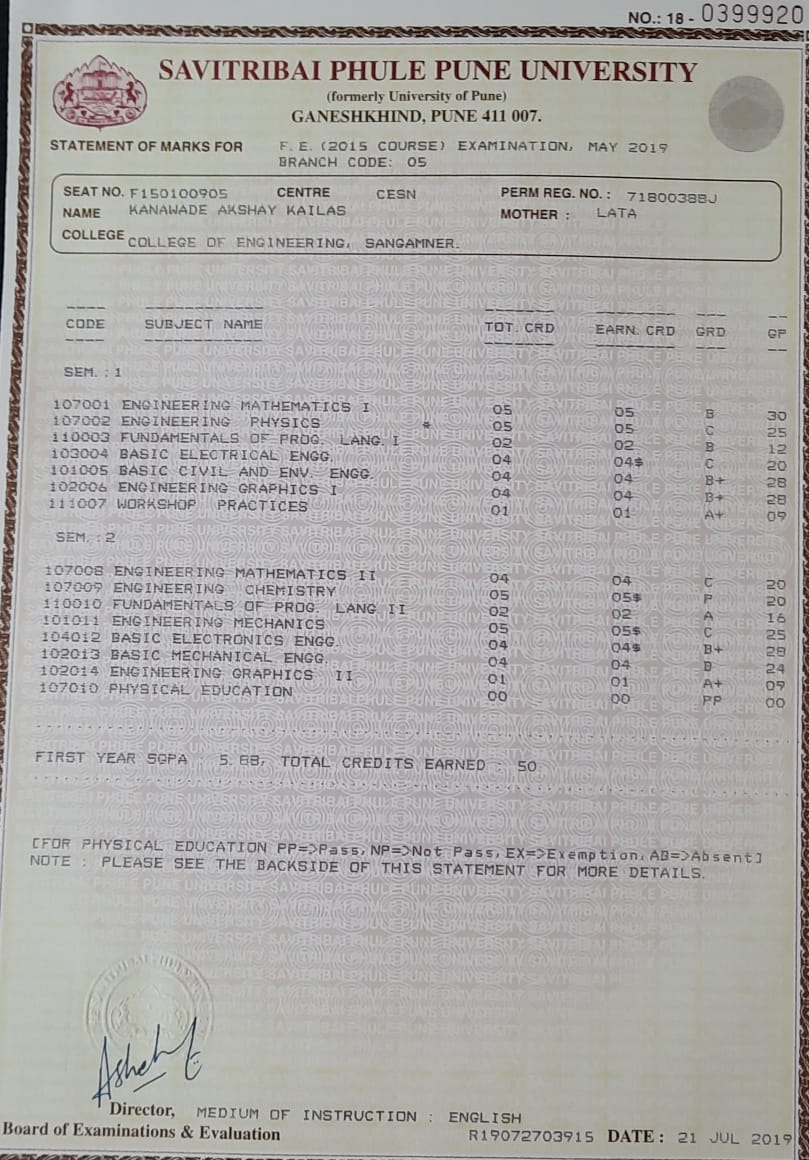 NO.: 18 - 0399920
SAVITRIBAI PHULE PUNE UNIVERSITY
(formerly University of Pune)
GANESHKHIND, PUNE 411 007.
STATEMENT OF MARKS FOR F. E. (2015 COURSE) EXAMINATION, MAY 2019
BRANCH CODE: 05
SEAT NO. F150100905 CENTRE CESN PERM REG. NO. : 71800388J
NAME KANAWADE AKSHAY KAILAS MOTHER : LATA
COLLEGE COLLEGE OF ENGINEERING, SANGAMNER.
CODE SUBJECT NAME TOT. CRD EARN. CRD GRD GP
SEM. : 1
107001 ENGINEERING MATHEMATICS I 05 05 B 30
107002 ENGINEERING PHYSICS * 05 05 C 25
110003 FUNDAMENTALS OF PROG. LANG. I 02 02 B 12
103004 BASIC ELECTRICAL ENGG. 04 04$ C 20
101005 BASIC CIVIL AND ENV. ENGG. 04 04 B+ 28
102006 ENGINEERING GRAPHICS I 04 04 B+ 28
111007 WORKSHOP PRACTICES 01 01 A+ 09
SEM. : 2
107008 ENGINEERING MATHEMATICS II 04 04 C 20
107009 ENGINEERING CHEMISTRY 05 05$ P 20
110010 FUNDAMENTALS OF PROG. LANG II 02 02 A 16
101011 ENGINEERING MECHANICS 05 05$ C 25
104012 BASIC ELECTRONICS ENGG. 04 04$ B+ 28
102013 BASIC MECHANICAL ENGG. 04 04 B 24
102014 ENGINEERING GRAPHICS II 01 01 A+ 09
107010 PHYSICAL EDUCATION 00 00 PP 00
FIRST YEAR SGPA : 5.88, TOTAL CREDITS EARNED : 50
[FOR PHYSICAL EDUCATION PP=>Pass, NP=>Not Pass, EX=>Exemption, AB=>Absent]
NOTE : PLEASE SEE THE BACKSIDE OF THIS STATEMENT FOR MORE DETAILS.
Director, MEDIUM OF INSTRUCTION : ENGLISH
Board of Examinations & Evaluation R19072703915 DATE : 21 JUL 2019